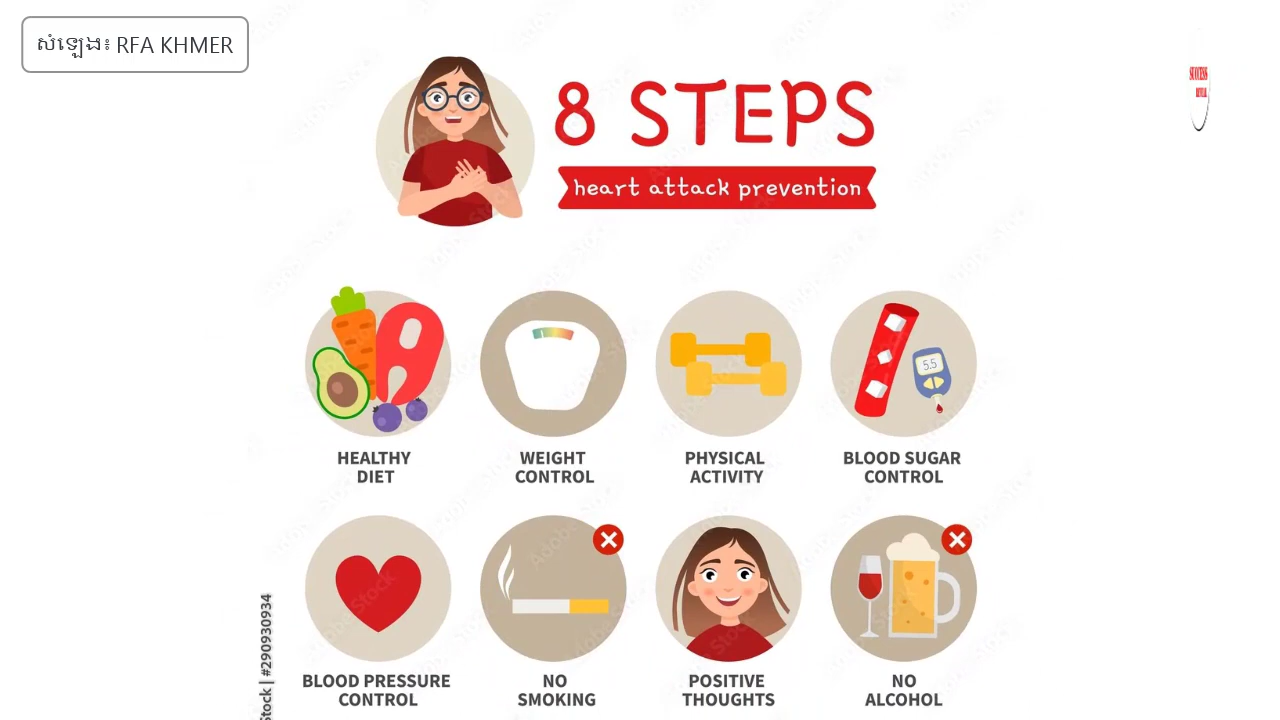 សំឡេង៖ RFA KHMER
SUCCESS
8 STEPS
heart attack prevention
5.5
HEALTHY
DIET
WEIGHT
CONTROL
PHYSICAL
ACTIVITY
BLOOD SUGAR
CONTROL
BLOOD PRESSURE
CONTROL
NO
SMOKING
POSITIVE
THOUGHTS
NO
ALCOHOL
Stock | #290930934